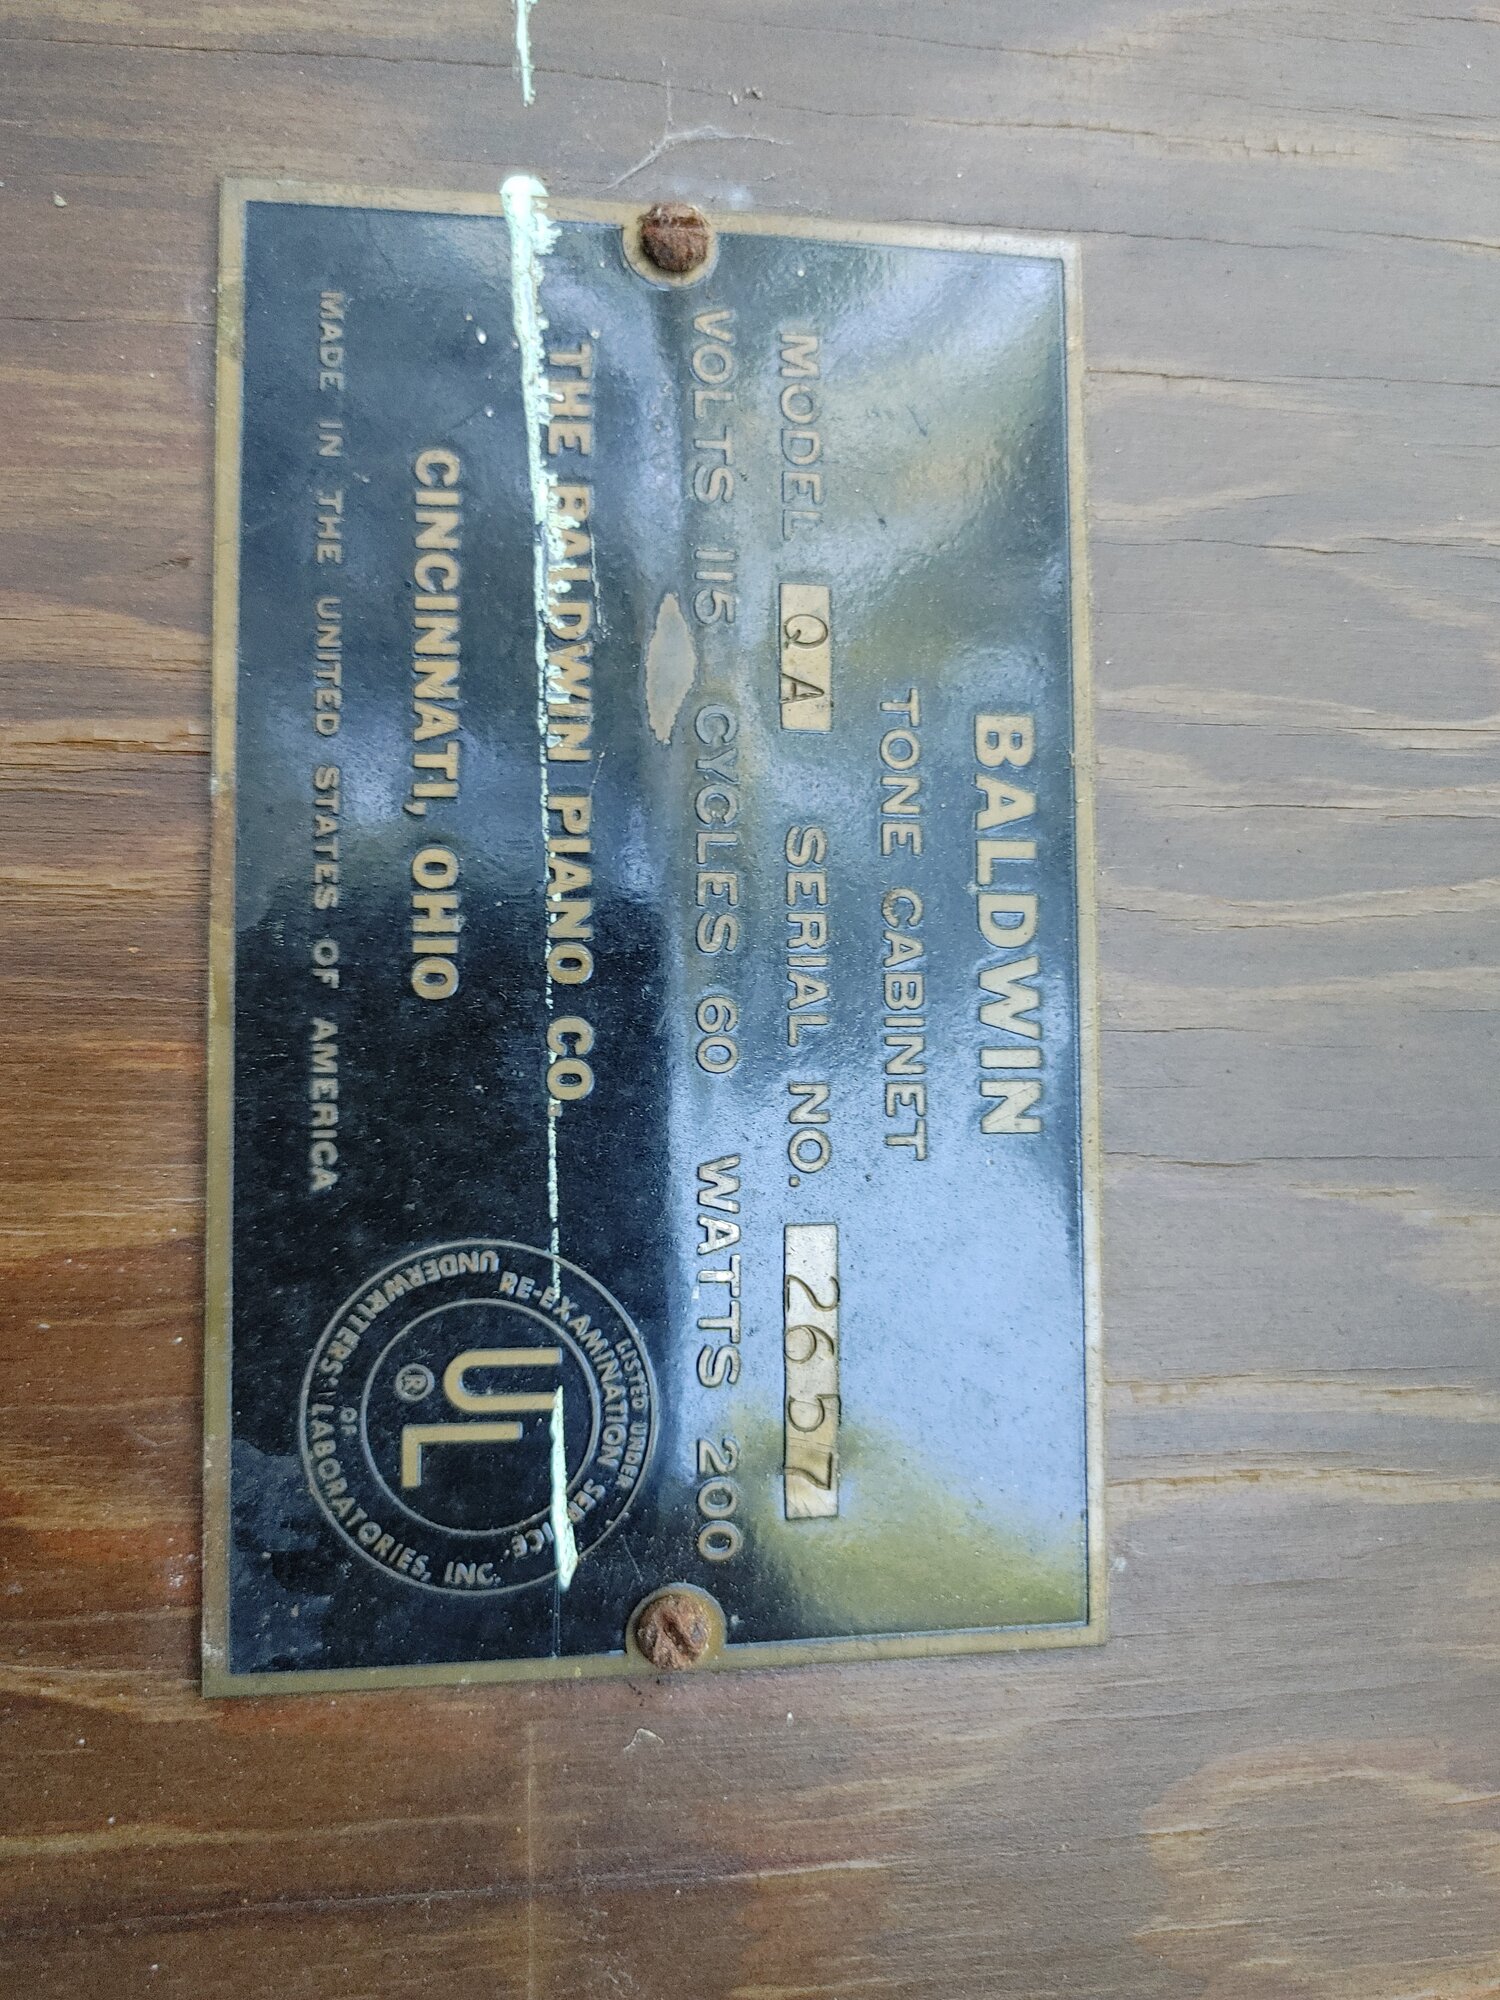 BALDWIN
TONE CABINET
MODEL QA SERIAL NO. 2657
VOLTS 115 CYCLES 60 WATTS 200
THE BALDWIN PIANO CO.
CINCINNATI, OHIO
MADE IN THE UNITED STATES OF AMERICA
LISTED UNDER
RE-EXAMINATION SERVICE
UL
®
OF
UNDERWRITERS' LABORATORIES, INC.